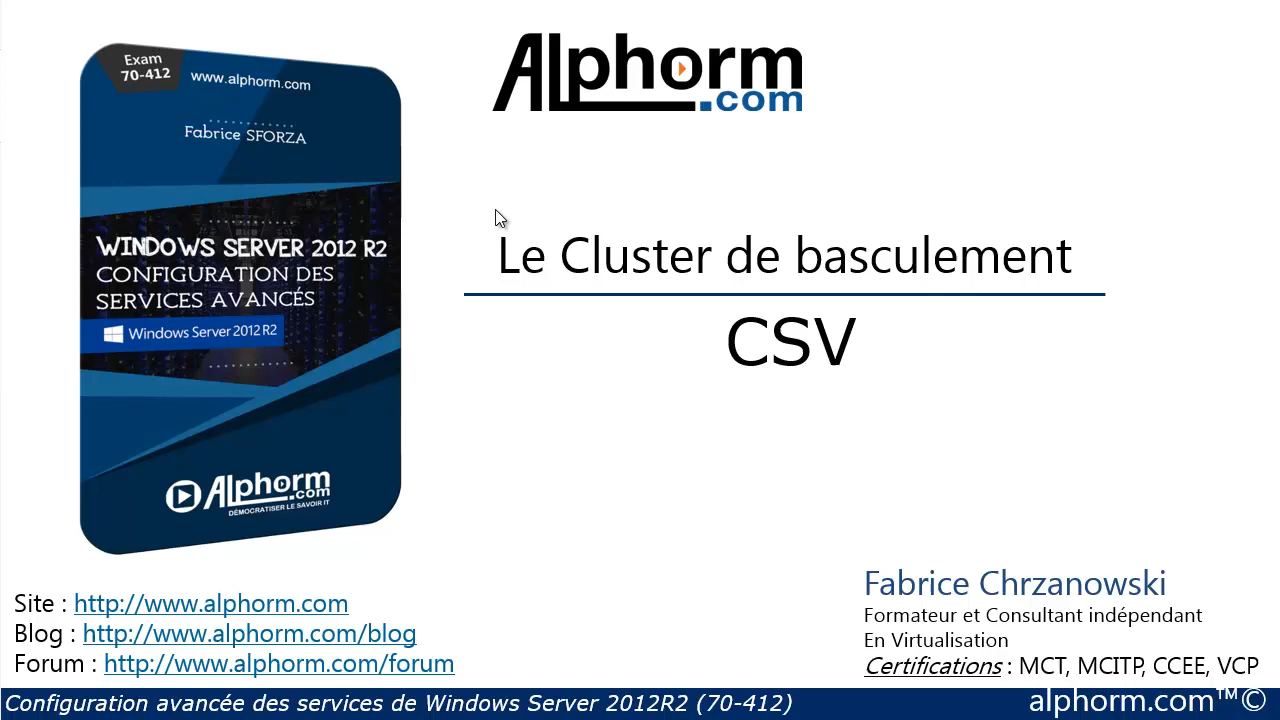 Exam
70-412
www.alphorm.com
Fabrice SFORZA
WINDOWS SERVER 2012 R2
CONFIGURATION DES
SERVICES AVANCÉS
Windows Server 2012 R2
Alphorm
.com
DÉMOCRATISER LE SAVOIR IT
Alphorm
.com
Le Cluster de basculement
CSV
Site : http://www.alphorm.com
Blog : http://www.alphorm.com/blog
Forum : http://www.alphorm.com/forum
Fabrice Chrzanowski
Formateur et Consultant indépendant
En Virtualisation
Certifications : MCT, MCITP, CCEE, VCP
Configuration avancée des services de Windows Server 2012R2 (70-412)
alphorm.com™©